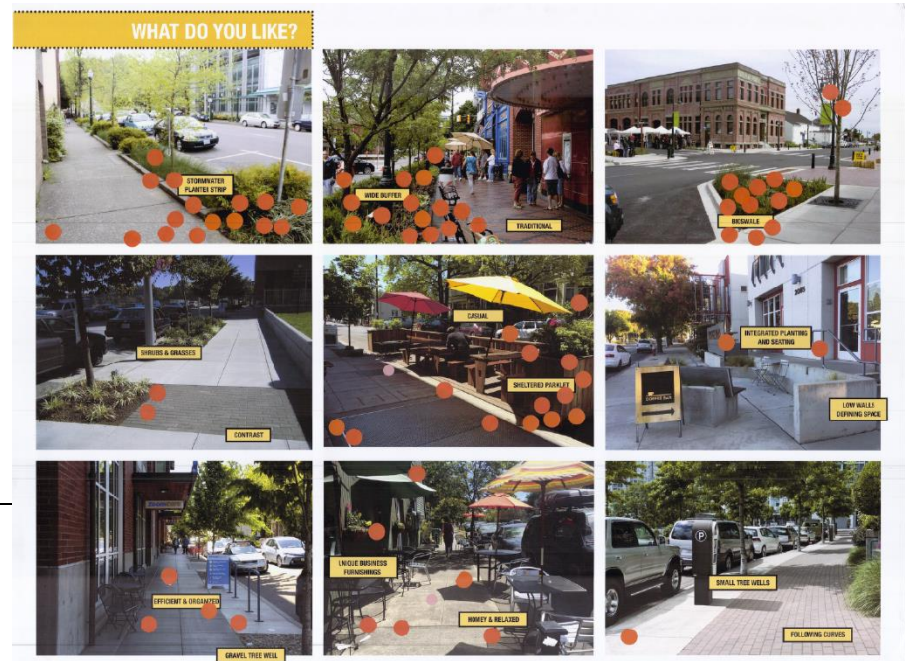 WHAT DO YOU LIKE?
STORMWATER
PLANTER STRIP
WIDE BUFFER
TRADITIONAL
BIOSWALE
SHRUBS & GRASSES
CONTRAST
CASUAL
SHELTERED PARKLET
INTEGRATED PLANTING
AND SEATING
LOW WALLS
DEFINING SPACE
EFFICIENT & ORGANIZED
GRAVEL TREE WELL
UNIQUE BUSINESS
FURNISHINGS
HOMEY & RELAXED
P
SMALL TREE WELLS
FOLLOWING CURVES